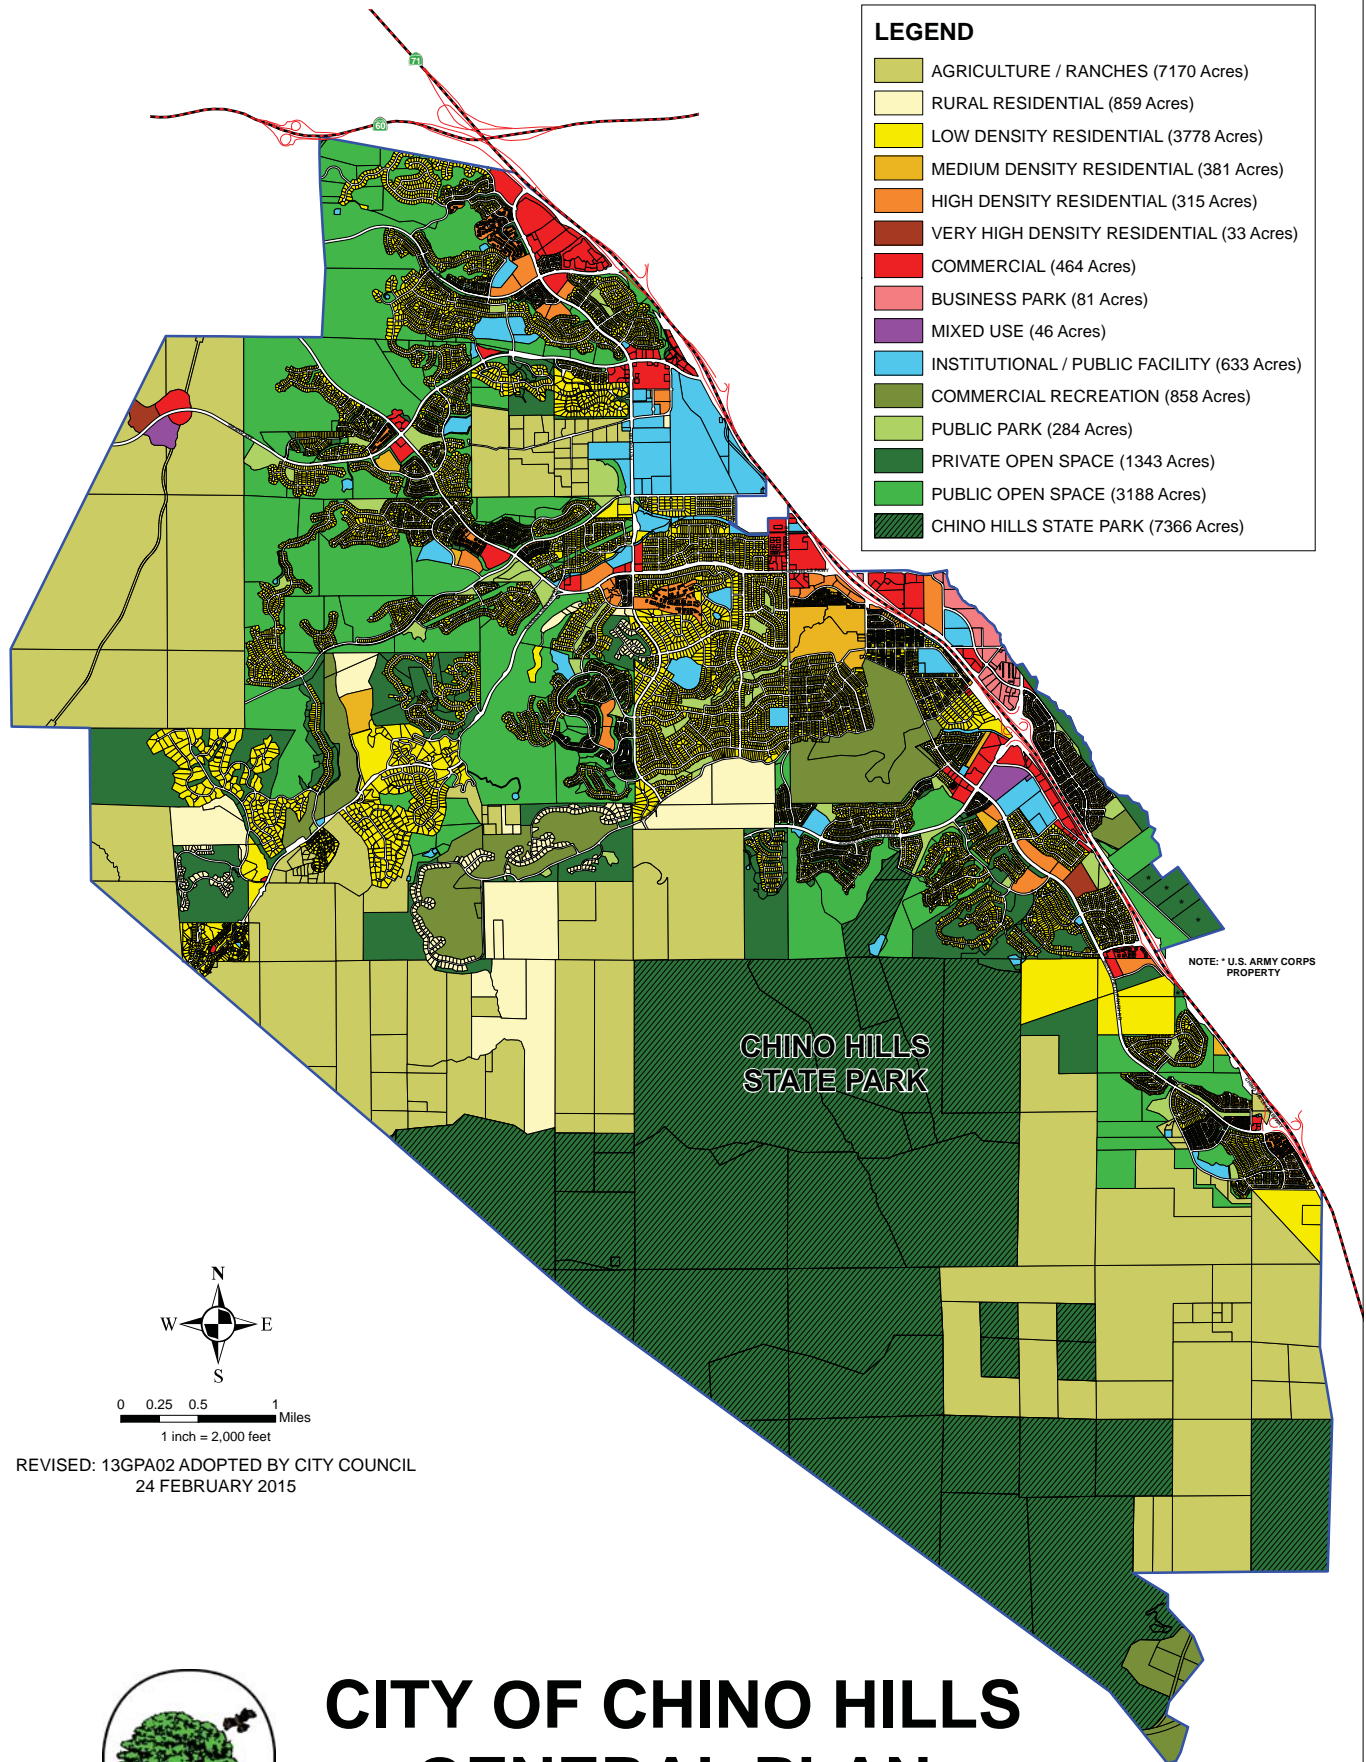 LEGEND
AGRICULTURE / RANCHES (7170 Acres)
RURAL RESIDENTIAL (859 Acres)
LOW DENSITY RESIDENTIAL (3778 Acres)
MEDIUM DENSITY RESIDENTIAL (381 Acres)
HIGH DENSITY RESIDENTIAL (315 Acres)
VERY HIGH DENSITY RESIDENTIAL (33 Acres)
COMMERCIAL (464 Acres)
BUSINESS PARK (81 Acres)
MIXED USE (46 Acres)
INSTITUTIONAL / PUBLIC FACILITY (633 Acres)
COMMERCIAL RECREATION (858 Acres)
PUBLIC PARK (284 Acres)
PRIVATE OPEN SPACE (1343 Acres)
PUBLIC OPEN SPACE (3188 Acres)
CHINO HILLS STATE PARK (7366 Acres)
71
60
NOTE: * U.S. ARMY CORPS
PROPERTY
CHINO HILLS
STATE PARK
N
W E
S
0 0.25 0.5 1
Miles
1 inch = 2,000 feet
REVISED: 13GPA02 ADOPTED BY CITY COUNCIL
24 FEBRUARY 2015
CITY OF CHINO HILLS
GENERAL PLAN